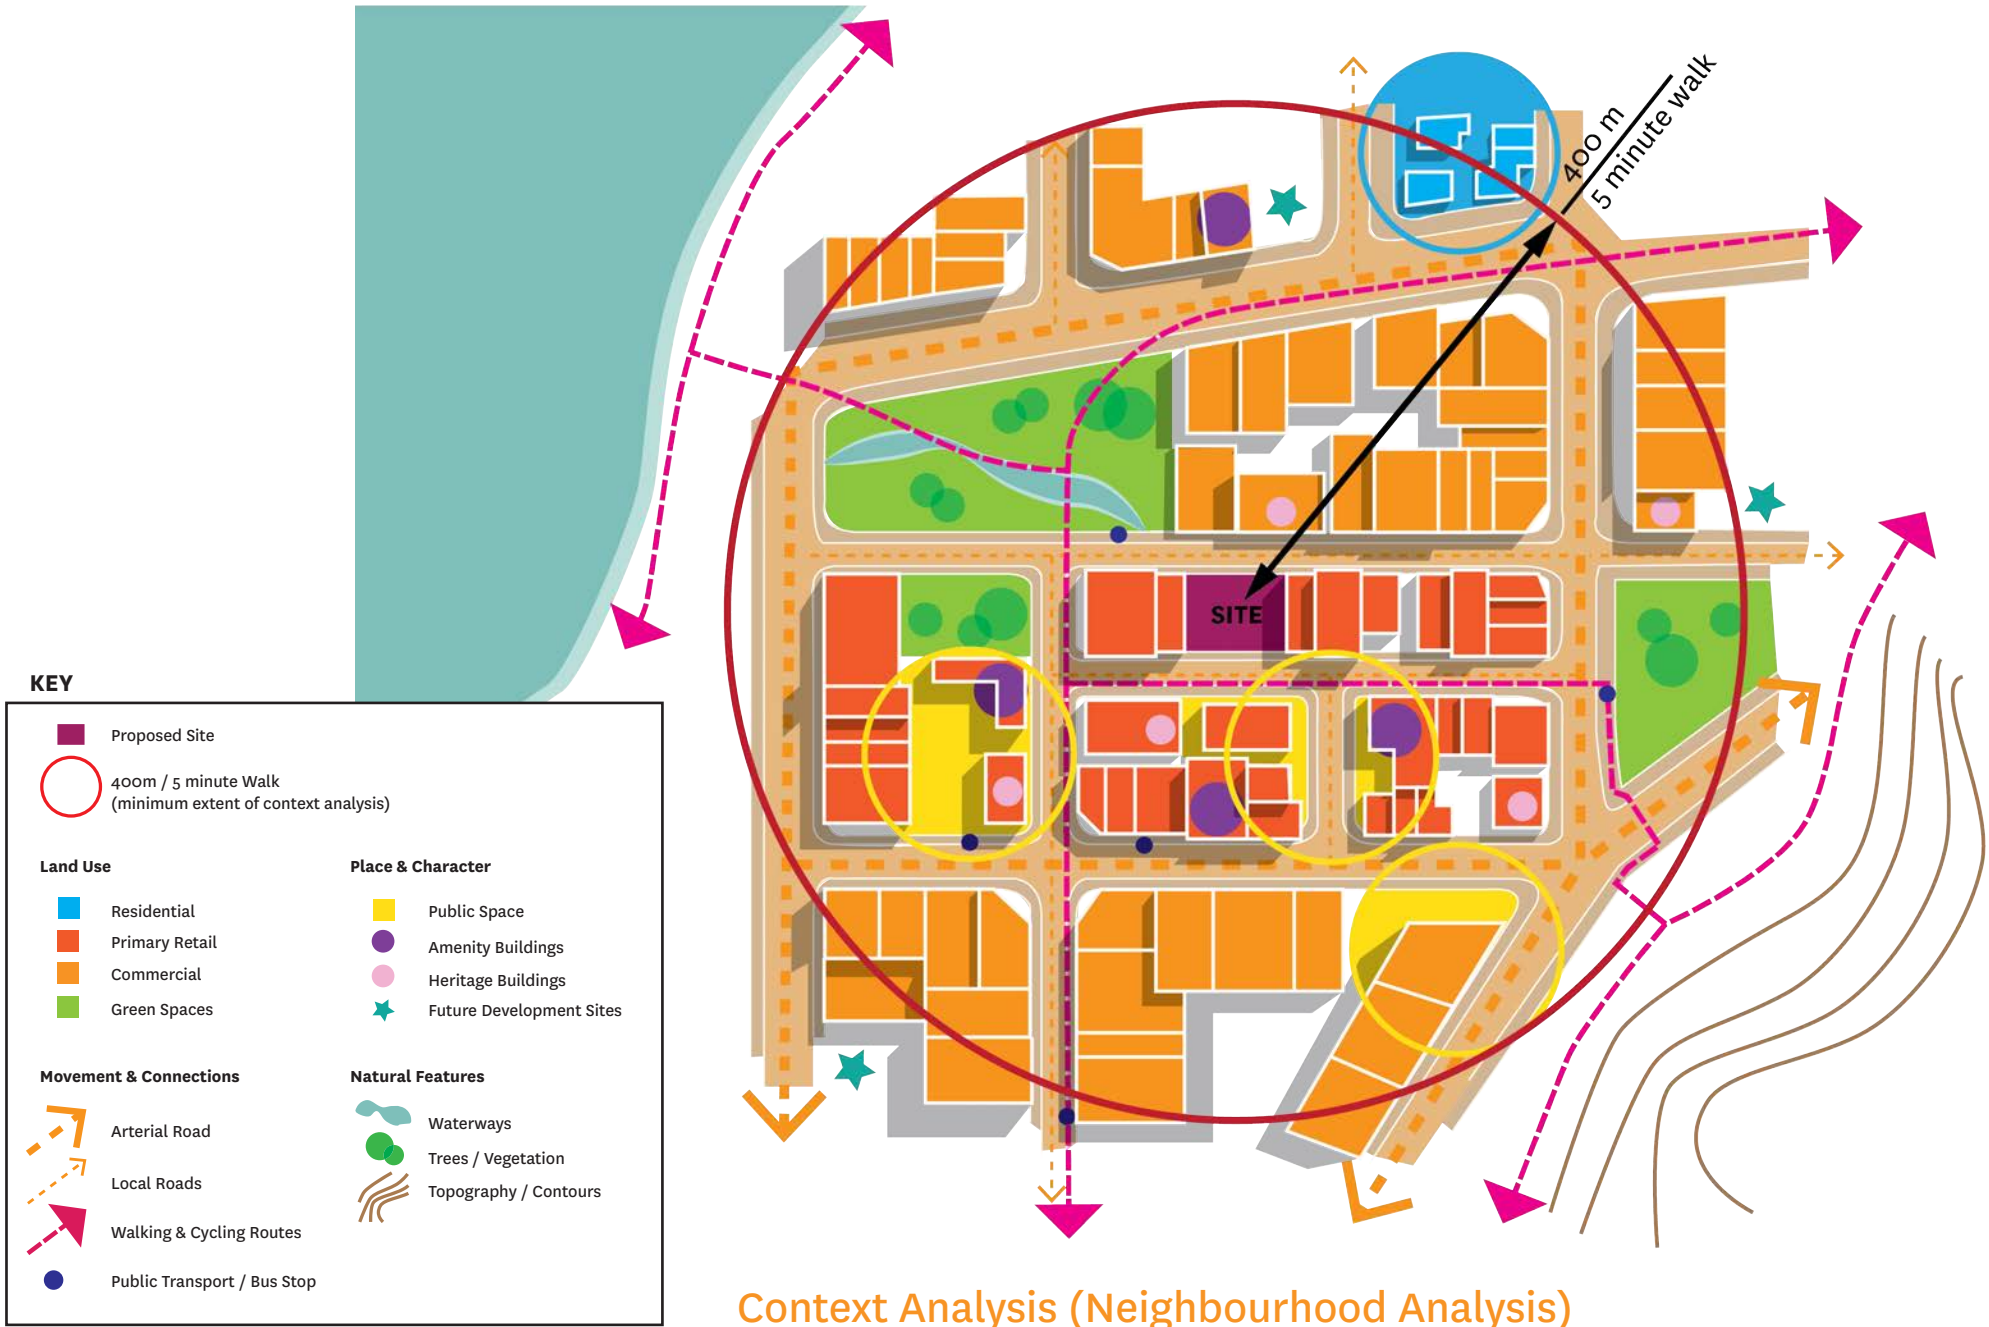 400 m
5 minute walk
SITE
KEY
Proposed Site
400m / 5 minute Walk
(minimum extent of context analysis)
Land Use
Residential
Primary Retail
Commercial
Green Spaces
Place & Character
Public Space
Amenity Buildings
Heritage Buildings
Future Development Sites
Movement & Connections
Arterial Road
Local Roads
Walking & Cycling Routes
Public Transport / Bus Stop
Natural Features
Waterways
Trees / Vegetation
Topography / Contours
Context Analysis (Neighbourhood Analysis)